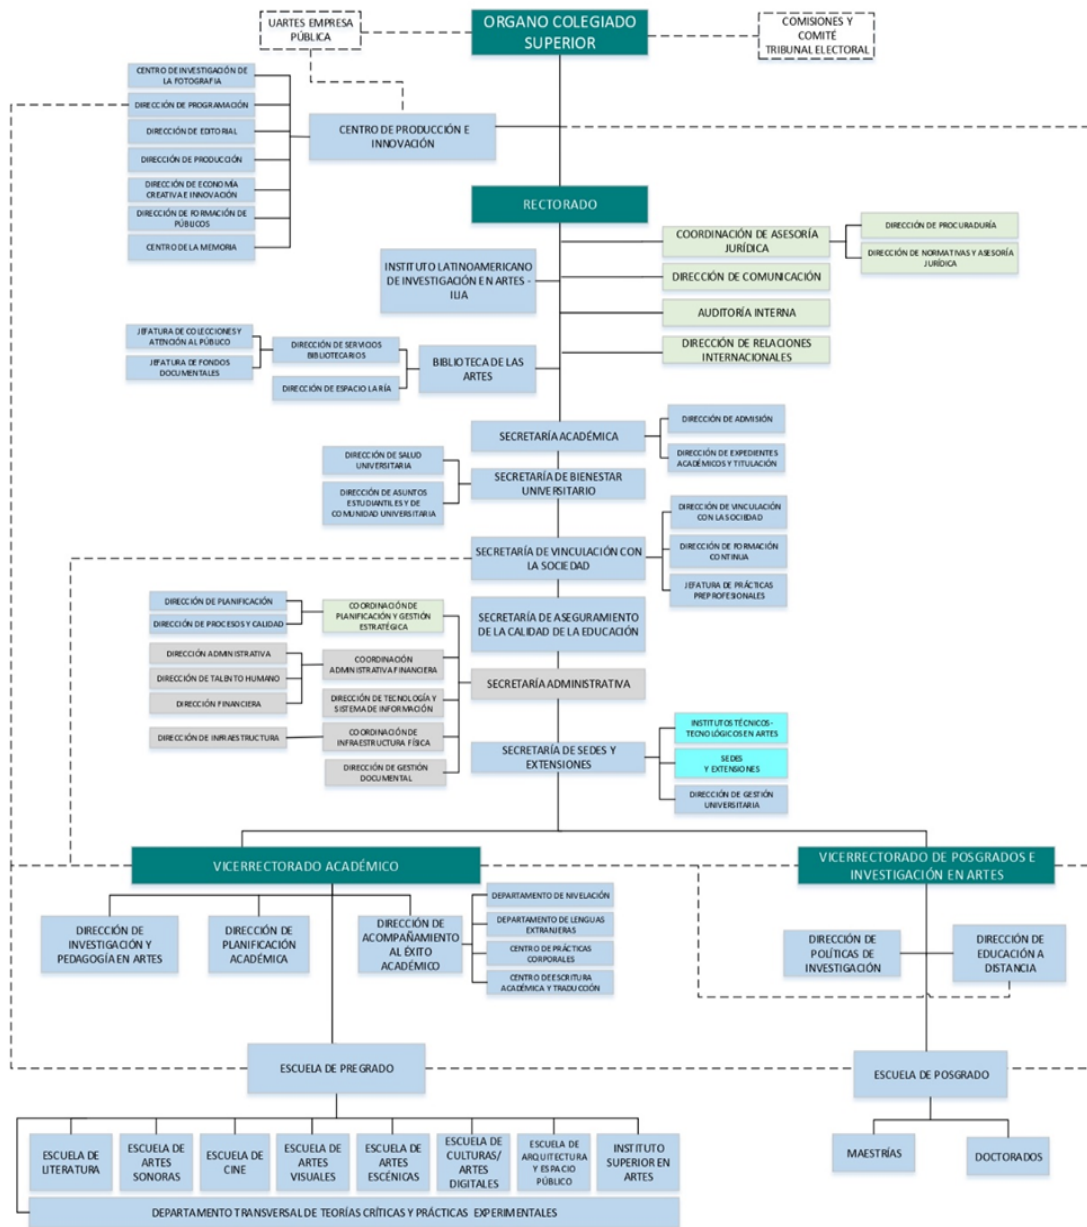 UARTES EMPRESA
PÚBLICA
ORGANO COLEGIADO
SUPERIOR
COMISIONES Y
COMITÉ
TRIBUNAL ELECTORAL
CENTRO DE INVESTIGACIÓN DE
LA FOTOGRAFIA
DIRECCIÓN DE PROGRAMACIÓN
DIRECCIÓN DE EDITORIAL
DIRECCIÓN DE PRODUCCIÓN
DIRECCIÓN DE ECONOMÍA
CREATIVA E INNOVACIÓN
DIRECCIÓN DE FORMACIÓN DE
PÚBLICOS
CENTRO DE LA MEMORIA
CENTRO DE PRODUCCIÓN E
INNOVACIÓN
RECTORADO
COORDINACIÓN DE ASESORÍA
JURÍDICA
DIRECCIÓN DE PROCURADURÍA
DIRECCIÓN DE NORMATIVAS Y ASESORÍA
JURÍDICA
DIRECCIÓN DE COMUNICACIÓN
AUDITORÍA INTERNA
DIRECCIÓN DE RELACIONES
INTERNACIONALES
INSTITUTO LATINOAMERICANO
DE INVESTIGACIÓN EN ARTES -
ILIA
JEFATURA DE COLECCIONES Y
ATENCIÓN AL PÚBLICO
JEFATURA DE FONDOS
DOCUMENTALES
DIRECCIÓN DE SERVICIOS
BIBLIOTECARIOS
DIRECCIÓN DE ESPACIO LA RÍA
BIBLIOTECA DE LAS
ARTES
SECRETARÍA ACADÉMICA
DIRECCIÓN DE ADMISIÓN
DIRECCIÓN DE EXPEDIENTES
ACADÉMICOS Y TITULACIÓN
DIRECCIÓN DE SALUD
UNIVERSITARIA
DIRECCIÓN DE ASUNTOS
ESTUDIANTILES Y DE
COMUNIDAD UNIVERSITARIA
SECRETARÍA DE BIENESTAR
UNIVERSITARIO
SECRETARÍA DE VINCULACIÓN CON
LA SOCIEDAD
DIRECCIÓN DE VINCULACIÓN
CON LA SOCIEDAD
DIRECCIÓN DE FORMACIÓN
CONTINUA
JEFATURA DE PRÁCTICAS
PREPROFESIONALES
SECRETARÍA DE ASEGURAMIENTO
DE LA CALIDAD DE LA EDUCACIÓN
DIRECCIÓN DE PLANIFICACIÓN
DIRECCIÓN DE PROCESOS Y CALIDAD
COORDINACIÓN DE
PLANIFICACIÓN Y GESTIÓN
ESTRATÉGICA
DIRECCIÓN ADMINISTRATIVA
DIRECCIÓN DE TALENTO HUMANO
DIRECCIÓN FINANCIERA
COORDINACIÓN
ADMINISTRATIVA FINANCIERA
DIRECCIÓN DE TECNOLOGÍA Y
SISTEMA DE INFORMACIÓN
DIRECCIÓN DE INFRAESTRUCTURA
COORDINACIÓN DE
INFRAESTRUCTURA FÍSICA
DIRECCIÓN DE GESTIÓN
DOCUMENTAL
SECRETARÍA ADMINISTRATIVA
SECRETARÍA DE SEDES Y
EXTENSIONES
INSTITUTOS TÉCNICOS-
TECNOLÓGICOS EN ARTES
SEDES
Y EXTENSIONES
DIRECCIÓN DE GESTIÓN
UNIVERSITARIA
VICERRECTORADO ACADÉMICO
VICERRECTORADO DE POSGRADOS E
INVESTIGACIÓN EN ARTES
DIRECCIÓN DE
INVESTIGACIÓN Y
PEDAGOGÍA EN ARTES
DIRECCIÓN DE
PLANIFICACIÓN
ACADÉMICA
DIRECCIÓN DE
ACOMPAÑAMIENTO
AL ÉXITO
ACADÉMICO
DEPARTAMENTO DE NIVELACIÓN
DEPARTAMENTO DE LENGUAS
EXTRANJERAS
CENTRO DE PRÁCTICAS
CORPORALES
CENTRO DE ESCRITURA
ACADÉMICA Y TRADUCCIÓN
DIRECCIÓN DE
POLÍTICAS DE
INVESTIGACIÓN
DIRECCIÓN DE
EDUCACIÓN A
DISTANCIA
ESCUELA DE PREGRADO
ESCUELA DE POSGRADO
ESCUELA DE
LITERATURA
ESCUELA DE
ARTES
SONORAS
ESCUELA DE
CINE
ESCUELA DE
ARTES
VISUALES
ESCUELA DE
ARTES
ESCÉNICAS
ESCUELA DE
CULTURAS/
ARTES
DIGITALES
ESCUELA DE
ARQUITECTURA
Y ESPACIO
PÚBLICO
INSTITUTO
SUPERIOR EN
ARTES
MAESTRÍAS
DOCTORADOS
DEPARTAMENTO TRANSVERSAL DE TEORÍAS CRÍTICAS Y PRÁCTICAS EXPERIMENTALES